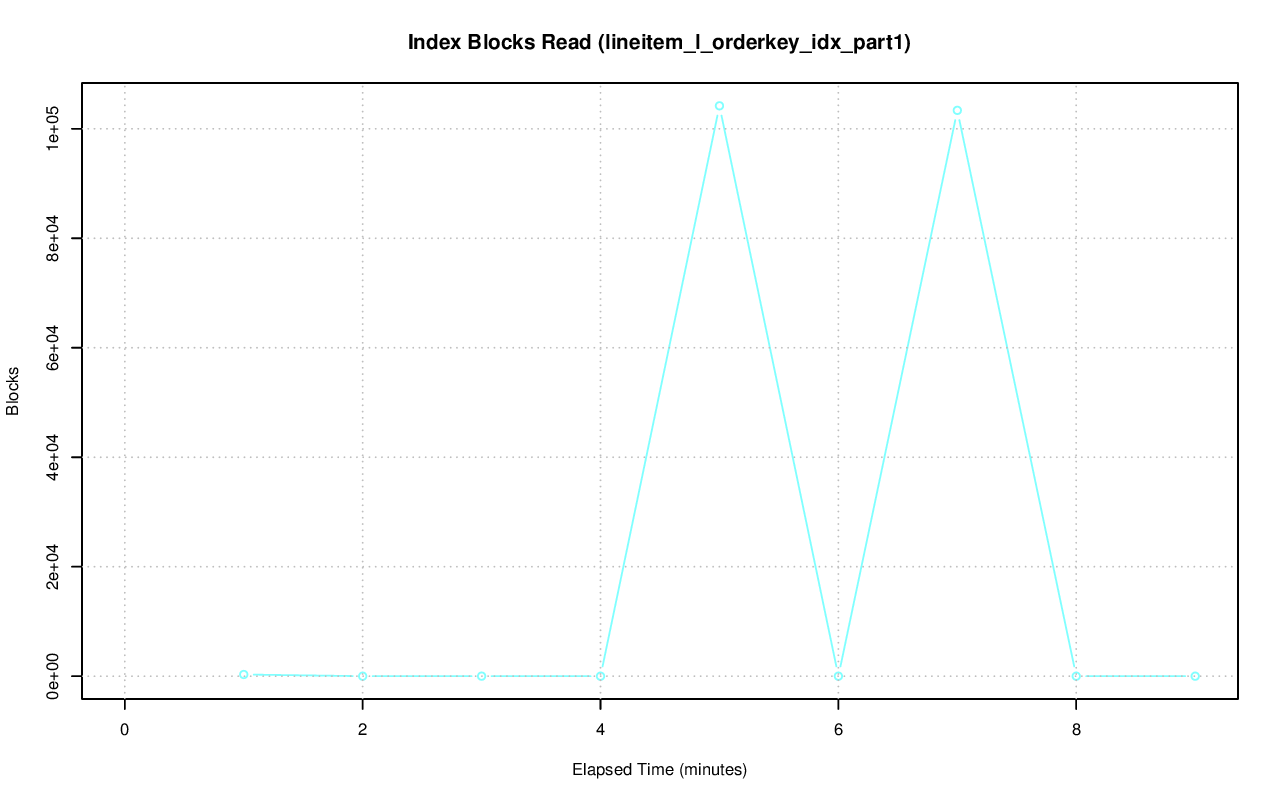 Index Blocks Read (lineitem_l_orderkey_idx_part1)
1e+05
8e+04
6e+04
4e+04
2e+04
0e+00
Blocks
0 2 4 6 8
Elapsed Time (minutes)